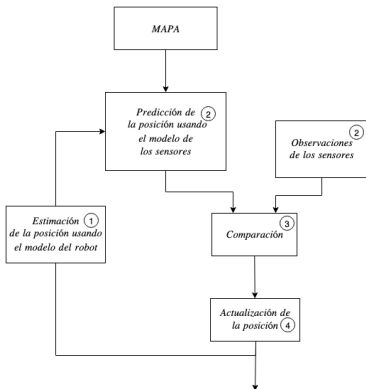 MAPA
Predicción de 2
la posición usando
el modelo de
los sensores
2
Observaciones
de los sensores
Estimación 1
de la posición usando
el modelo del robot
3
Comparación
Actualización de
la posición 4